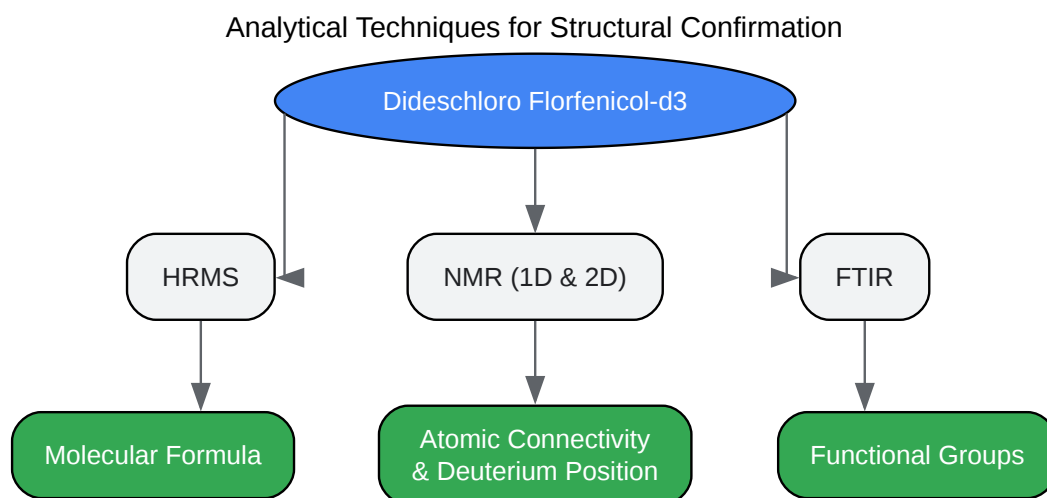 Analytical Techniques for Structural Confirmation
Dideschloro Florfenicol-d3
HRMS
NMR (1D & 2D)
FTIR
Molecular Formula
Atomic Connectivity
& Deuterium Position
Functional Groups